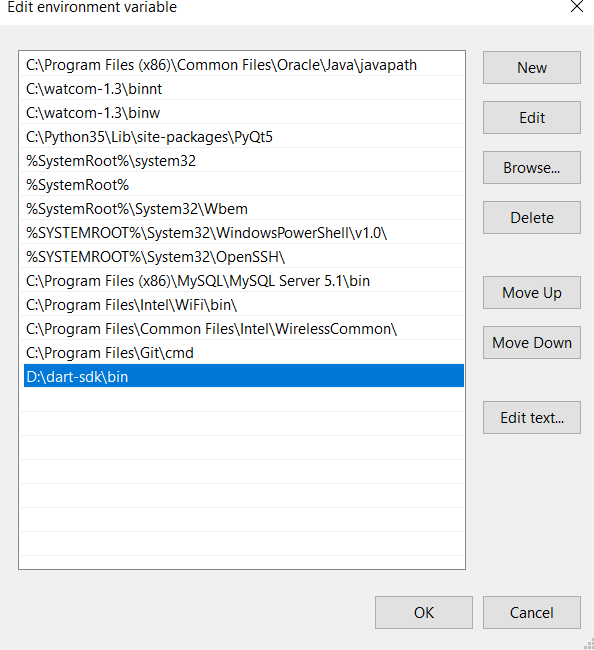 Edit environment variable
C:\Program Files (x86)\Common Files\Oracle\Java\javapath
C:\watcom-1.3\binnt
C:\watcom-1.3\binw
C:\Python35\Lib\site-packages\PyQt5
%SystemRoot%\system32
%SystemRoot%
%SystemRoot%\System32\Wbem
%SYSTEMROOT%\System32\WindowsPowerShell\v1.0\
%SYSTEMROOT%\System32\OpenSSH\
C:\Program Files (x86)\MySQL\MySQL Server 5.1\bin
C:\Program Files\Intel\WiFi\bin\
C:\Program Files\Common Files\Intel\WirelessCommon\
C:\Program Files\Git\cmd
D:\dart-sdk\bin
New
Edit
Browse...
Delete
Move Up
Move Down
Edit text...
OK
Cancel